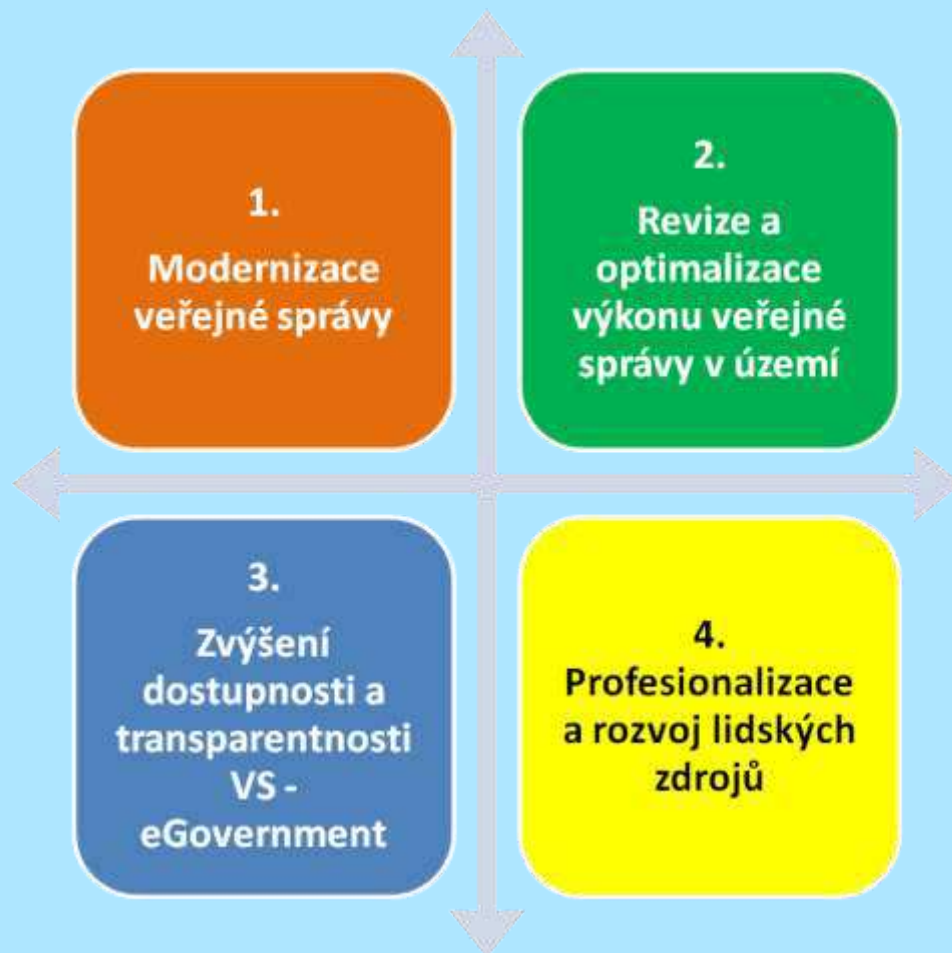 1.
Modernizace
veřejné správy
2.
Revize a
optimalizace
výkonu veřejné
správy v území
3.
Zvýšení
dostupnosti a
transparentnosti
VS -
eGovernment
4.
Profesionalizace
a rozvoj lidských
zdrojů